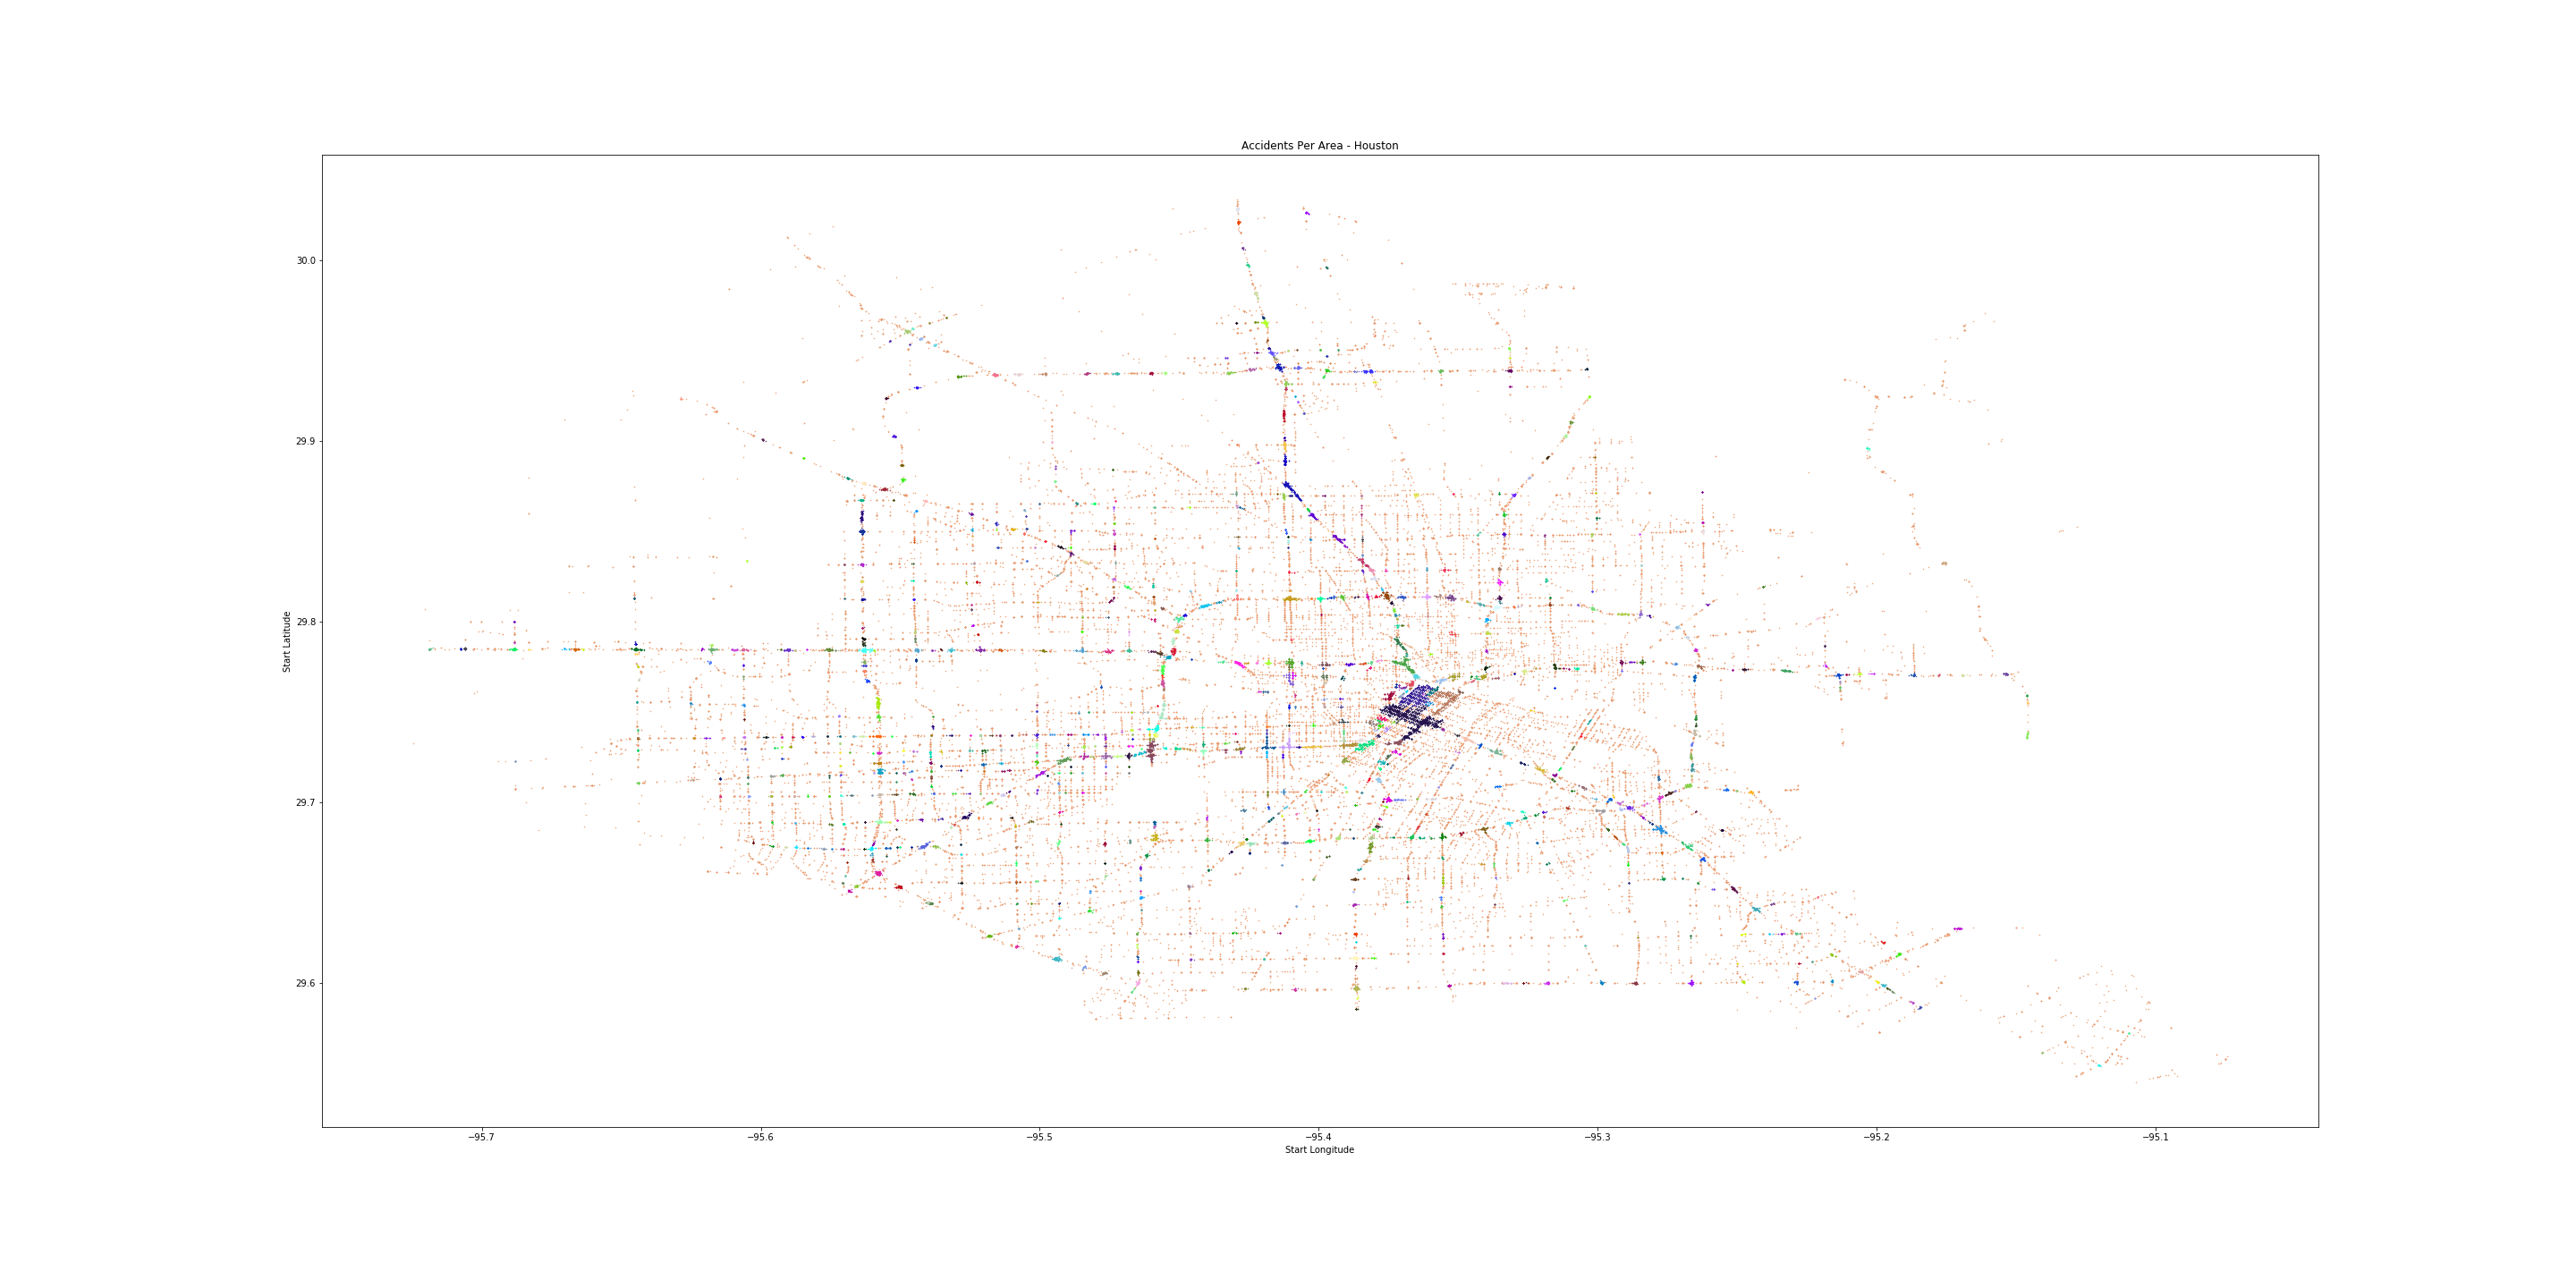 Accidents Per Area - Houston
30.0
29.9
29.8
29.7
29.6
Start Latitude
−95.7 −95.6 −95.5 −95.4 −95.3 −95.2 −95.1
Start Longitude